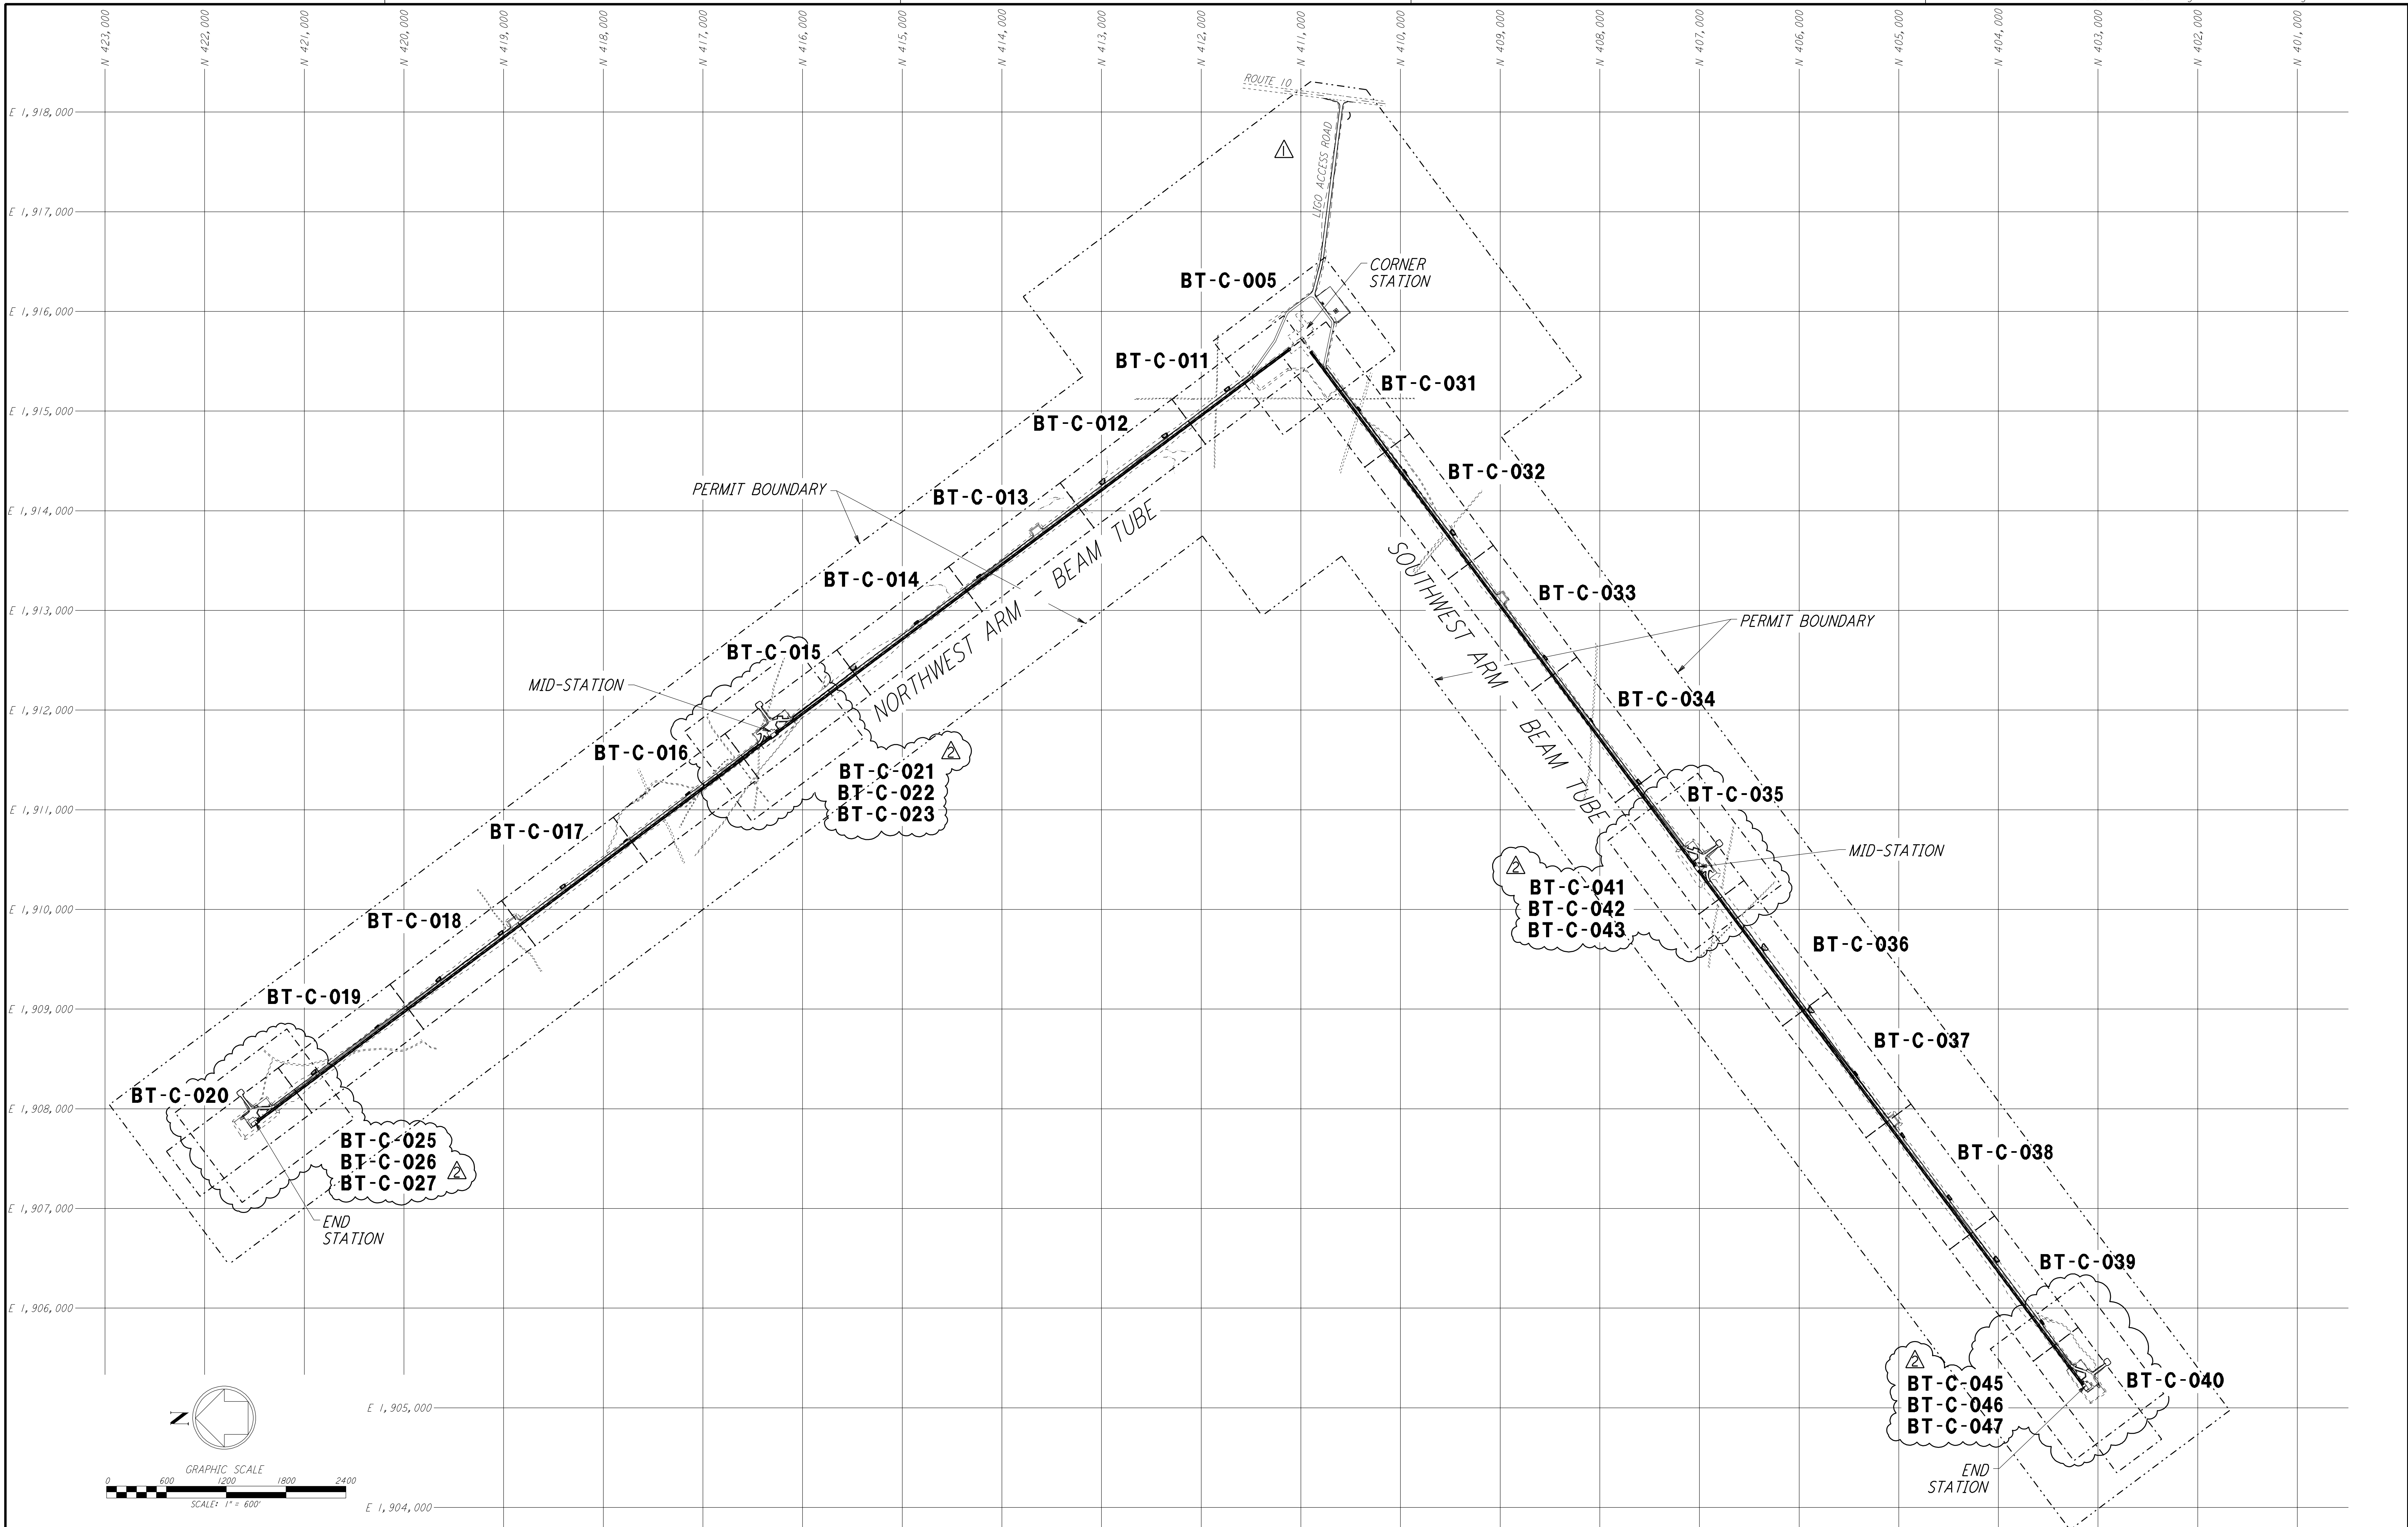 N 423,000
N 422,000
N 421,000
N 420,000
N 419,000
N 418,000
N 417,000
N 416,000
N 415,000
N 414,000
N 413,000
N 412,000
N 411,000
N 410,000
N 409,000
N 408,000
N 407,000
N 406,000
N 405,000
N 404,000
N 403,000
N 402,000
N 401,000
ROUTE 10
E 1,918,000
1
LIGO ACCESS ROAD
E 1,917,000
CORNER
STATION
BT-C-005
E 1,916,000
BT-C-011
BT-C-031
E 1,915,000
BT-C-012
BT-C-032
PERMIT BOUNDARY
BT-C-013
E 1,914,000
NORTHWEST ARM - BEAM TUBE
SOUTHWEST ARM - BEAM TUBE
BT-C-014
BT-C-033
E 1,913,000
PERMIT BOUNDARY
BT-C-015
MID-STATION
BT-C-034
E 1,912,000
BT-C-016
2
BT-C-021
BT-C-022
BT-C-023
BT-C-035
E 1,911,000
BT-C-017
MID-STATION
2
BT-C-041
BT-C-042
BT-C-043
E 1,910,000
BT-C-018
BT-C-036
E 1,909,000
BT-C-019
BT-C-037
E 1,908,000
BT-C-020
BT-C-025
BT-C-026
BT-C-027
2
BT-C-038
E 1,907,000
END
STATION
BT-C-039
E 1,906,000
2
BT-C-045
BT-C-046
BT-C-047
BT-C-040
N
E 1,905,000
END
STATION
GRAPHIC SCALE
0 600 1200 1800 2400
SCALE: 1" = 600'
E 1,904,000